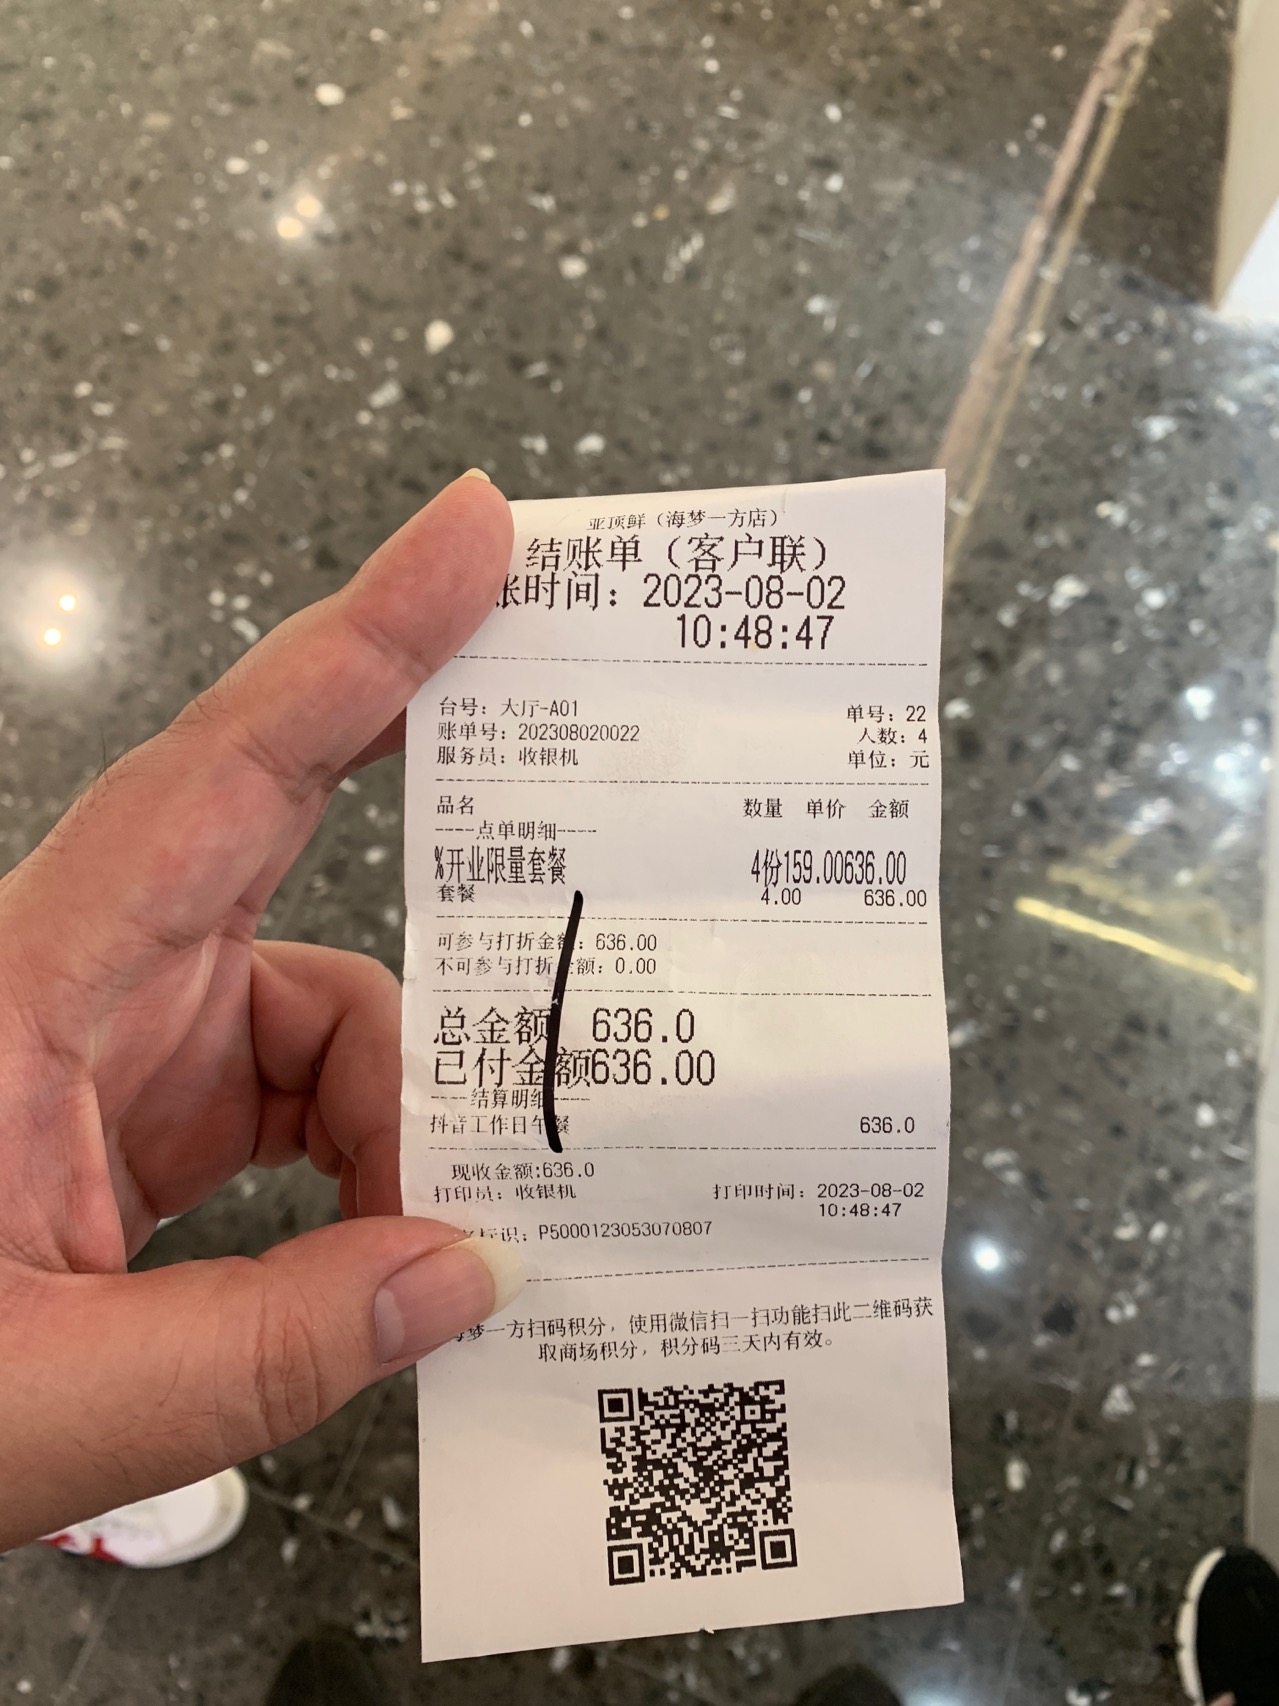 亚顶鲜（海梦一方店）
结账单（客户联）
账时间：2023-08-02
10:48:47
台号：大厅-A01 单号：22
账单号：202308020022 人数：4
服务员：收银机 单位：元
品名 数量 单价 金额
----点单明细----
%开业限量套餐 4份159.00636.00
套餐 4.00 636.00
可参与打折金额：636.00
不可参与打折金额：0.00
总金额 636.0
已付金额636.00
----结算明细----
抖音工作日午餐 636.0
现收金额:636.0
打印员：收银机 打印时间：2023-08-02
10:48:47
标识：P5000123053070807
海梦一方扫码积分，使用微信扫一扫功能扫此二维码获
取商场积分，积分码三天内有效。